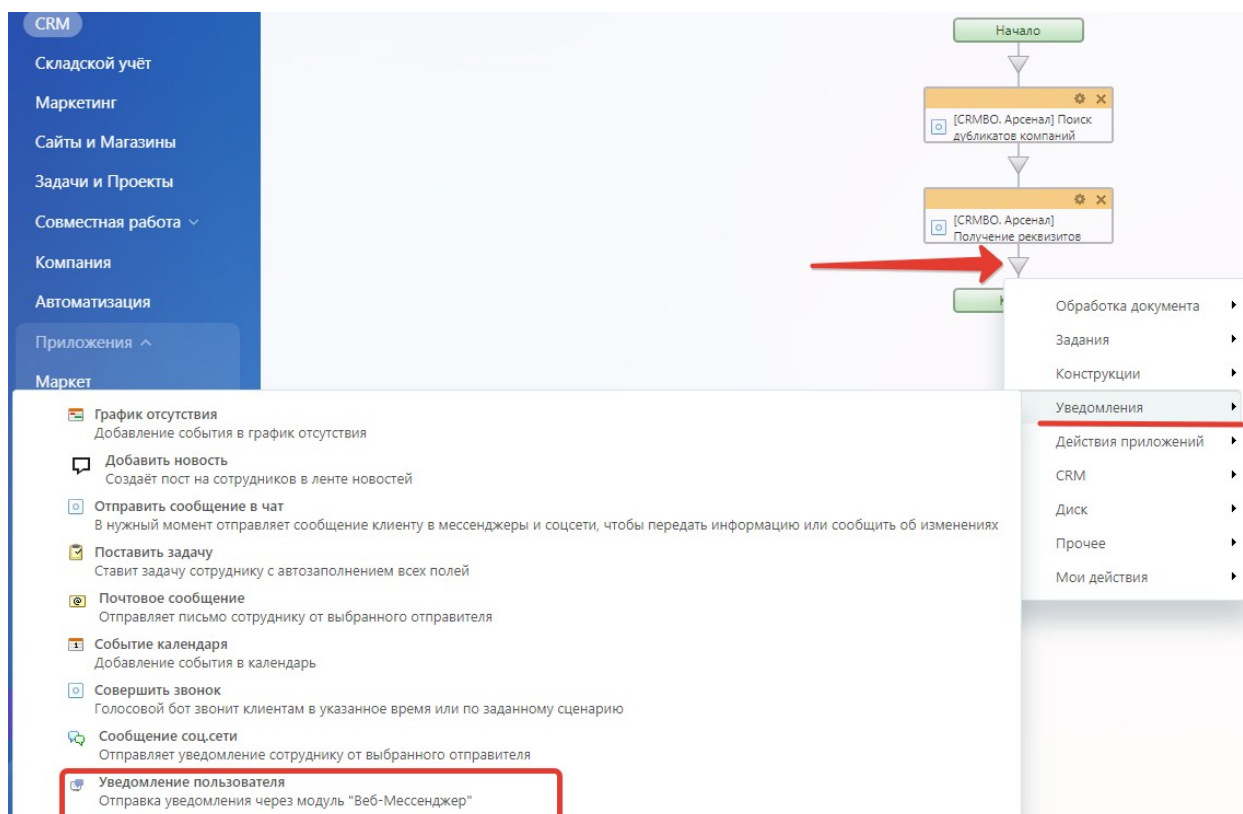 CRM
Складской учёт
Маркетинг
Сайты и Магазины
Задачи и Проекты
Совместная работа
Компания
Автоматизация
Приложения
Маркет
Начало
[CRMBO. Арсенал] Поиск
дубликатов компаний
[CRMBO. Арсенал]
Получение реквизитов
Обработка документа
Задания
Конструкции
Уведомления
Действия приложений
CRM
Диск
Прочее
Мои действия
График отсутствия
Добавление события в график отсутствия
Добавить новость
Создаёт пост на сотрудников в ленте новостей
Отправить сообщение в чат
В нужный момент отправляет сообщение клиенту в мессенджеры и соцсети, чтобы передать информацию или сообщить об изменениях
Поставить задачу
Ставит задачу сотруднику с автозаполнением всех полей
Почтовое сообщение
Отправляет письмо сотруднику от выбранного отправителя
Событие календаря
Добавление события в календарь
Совершить звонок
Голосовой бот звонит клиентам в указанное время или по заданному сценарию
Сообщение соц.сети
Отправляет уведомление сотруднику от выбранного отправителя
Уведомление пользователя
Отправка уведомления через модуль "Веб-Мессенджер"